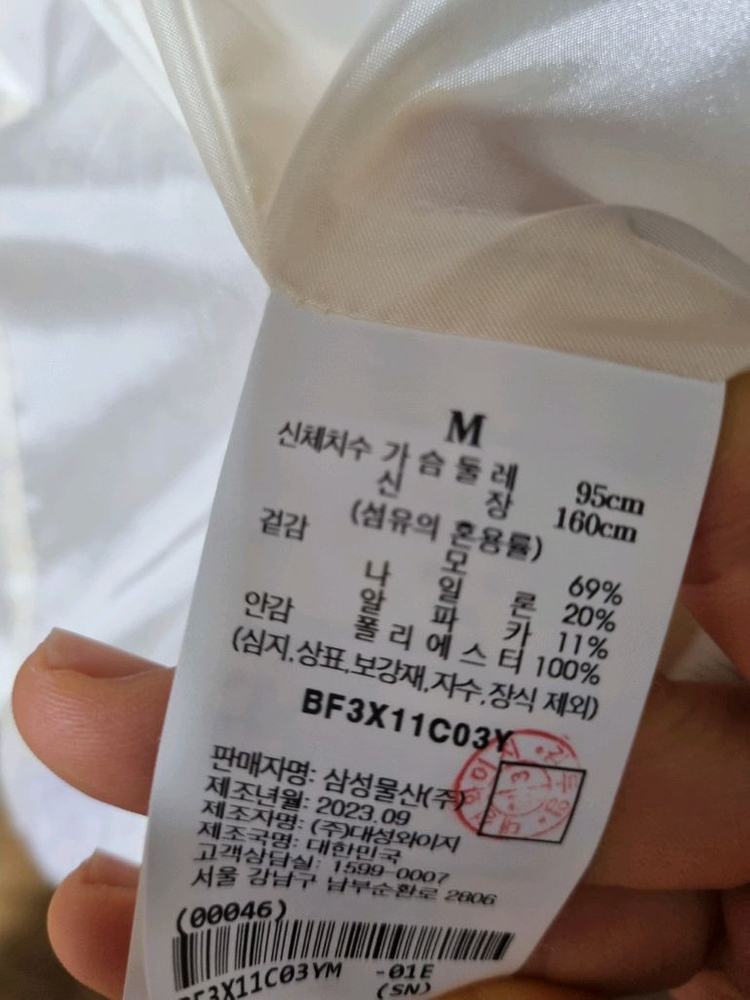 M
신체치수 가슴둘레 95cm
신장 160cm
(섬유의 혼용률)
겉감 모 69%
나일론 20%
알파카 11%
안감 폴리에스터 100%
(심지,상표,보강재,자수,장식 제외)
BF3X11C03Y
판매자명: 삼성물산(주)
제조년월: 2023.09
제조자명: (주)대성와이지
제조국명: 대한민국
고객상담실: 1599-0007
서울 강남구 남부순환로 2806
(00046)
BF3X11C03YM -01E
(SN)